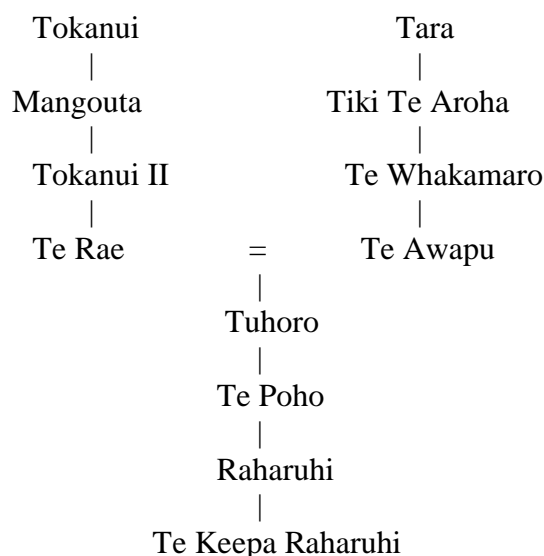 Tokanui Tara
| |
Mangouta Tiki Te Aroha
| |
Tokanui II Te Whakamaro
| |
Te Rae = Te Awapu
|
Tuhoro
|
Te Poho
|
Raharuhi
|
Te Keepa Raharuhi